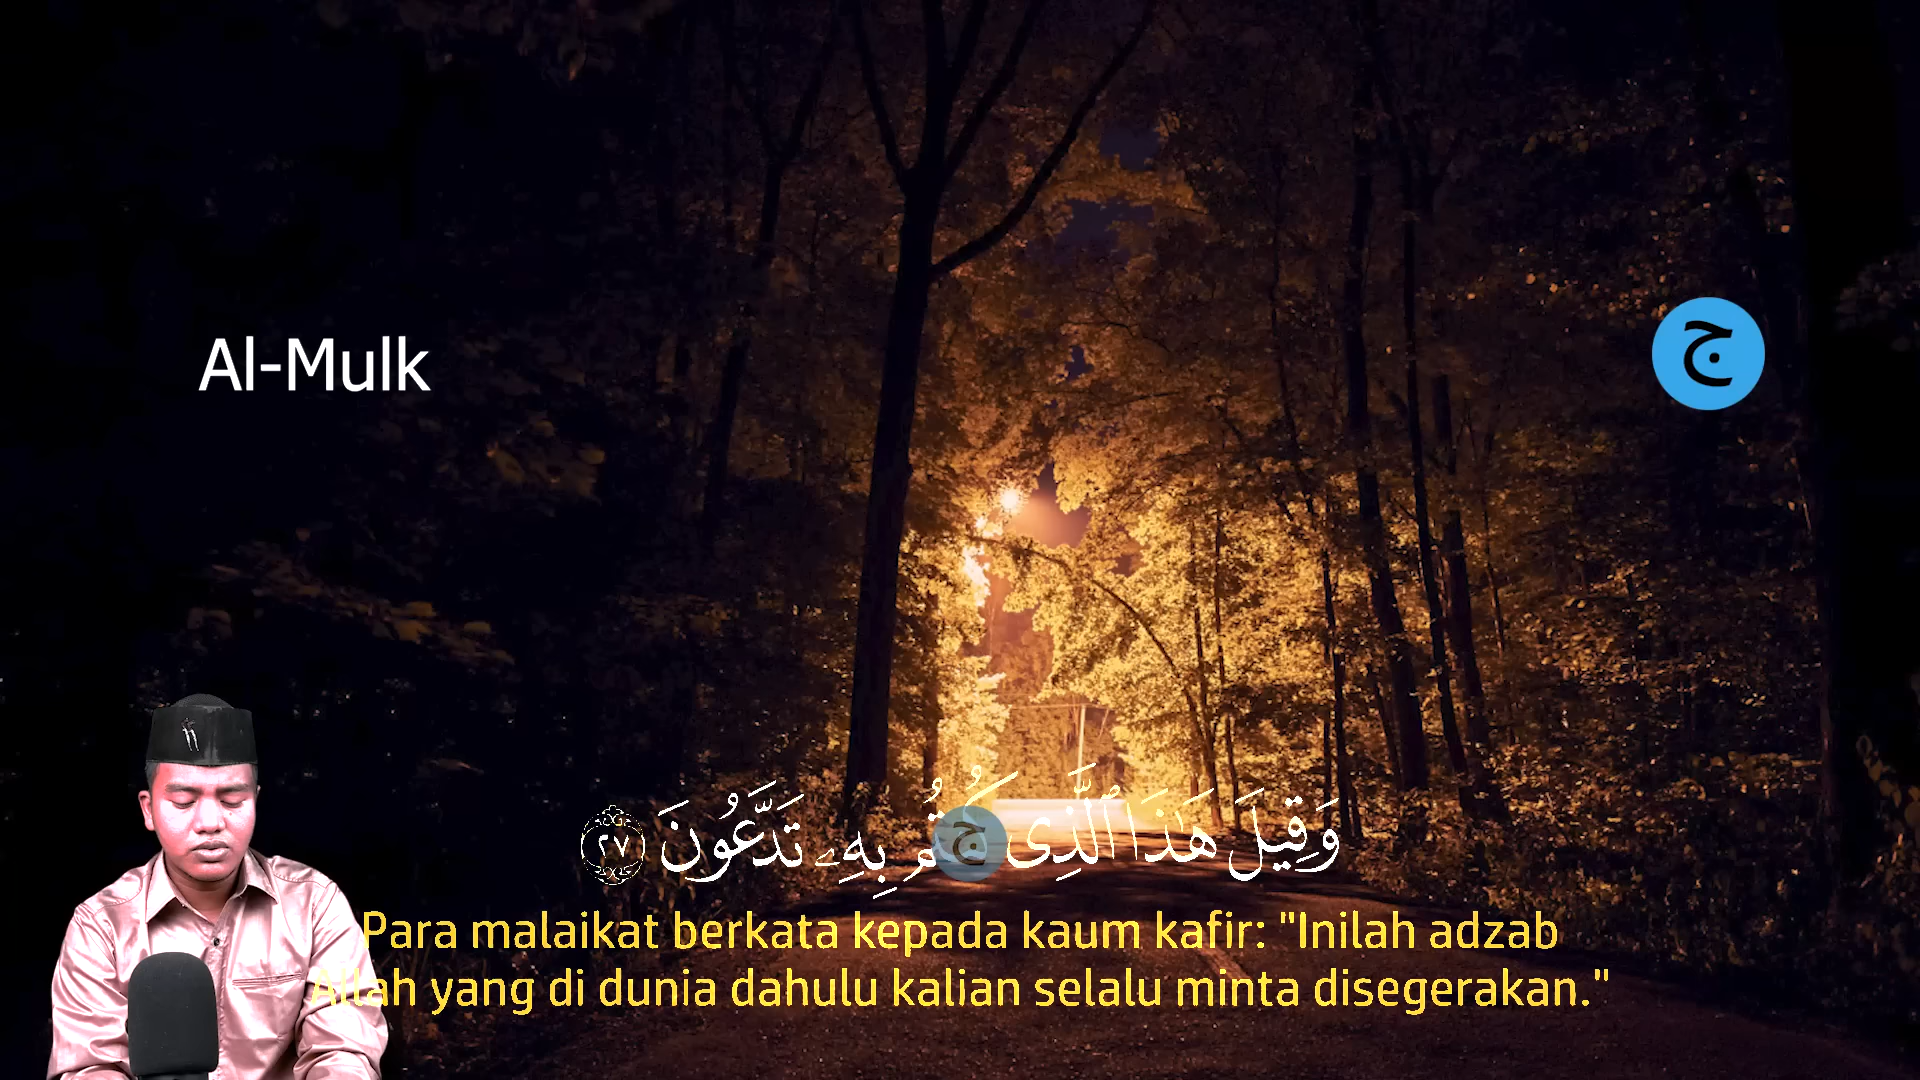 Al-Mulk
ج
وَقِيلَ هَٰذَا ٱلَّذِى كُنتُم بِهِۦ تَدَّعُونَ ٢٧
ج
Para malaikat berkata kepada kaum kafir: "Inilah adzab
Allah yang di dunia dahulu kalian selalu minta disegerakan."